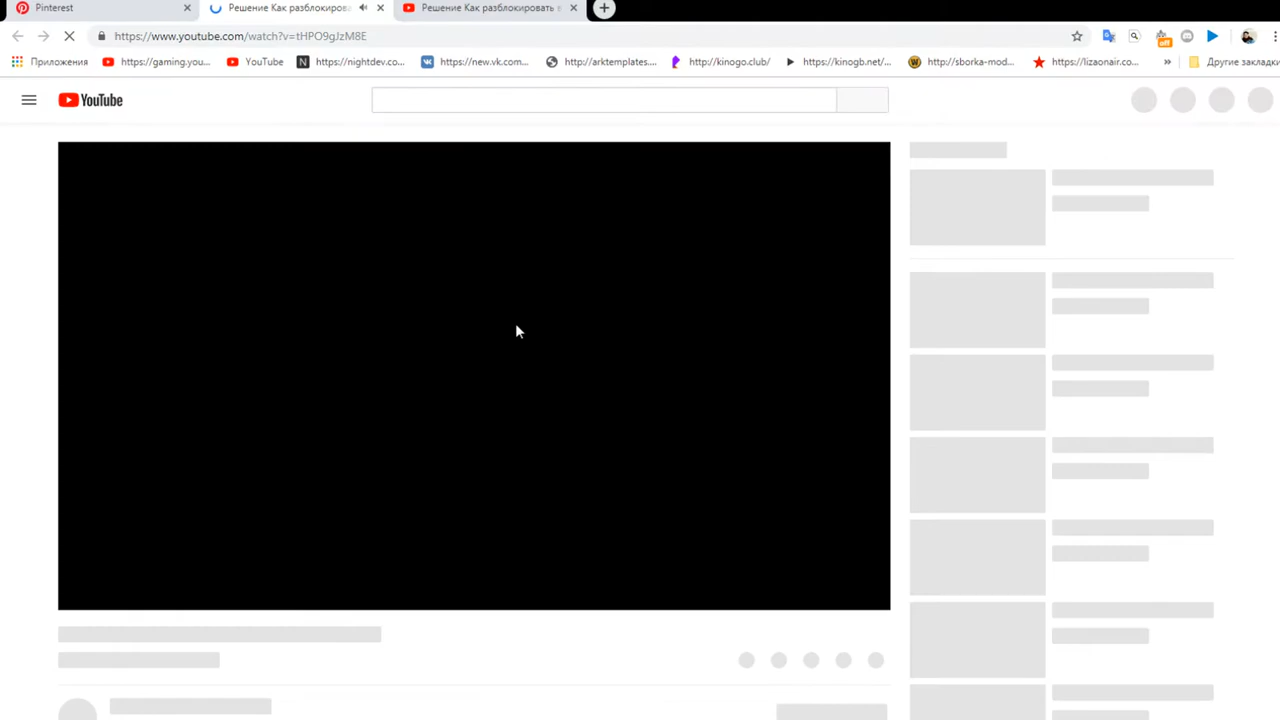 Pinterest
Решение Как разблокирова
Решение Как разблокировать в
https://www.youtube.com/watch?v=tHPO9gJzM8E
off
Приложения
https://gaming.you...
YouTube
https://nightdev.co...
https://new.vk.com...
http://arktemplates....
http://kinogo.club/
https://kinogb.net/...
http://sborka-mod...
https://lizaonair.co...
»
Другие закладки
YouTube